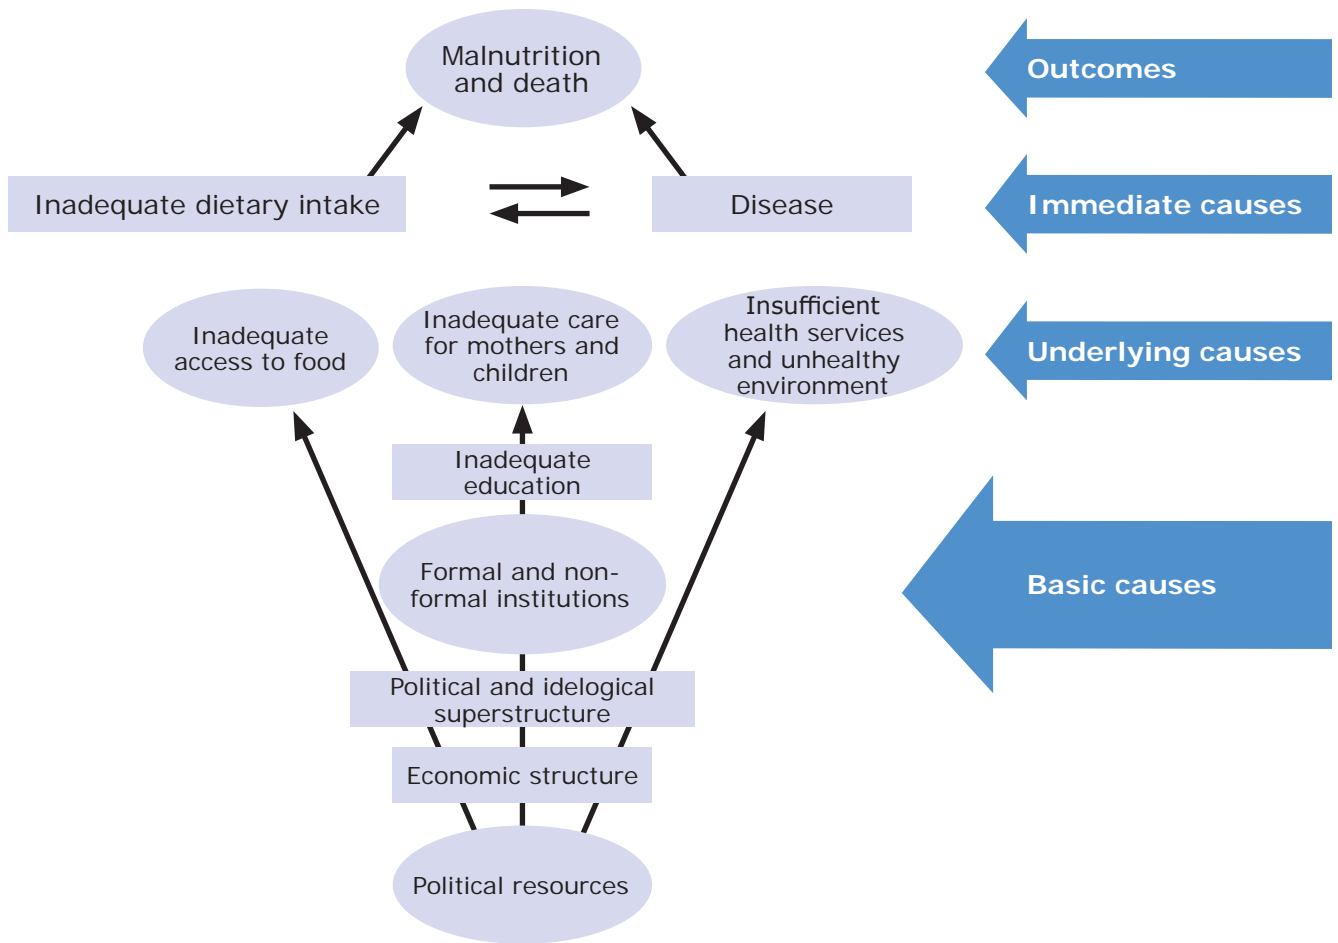 Malnutrition
and death
Outcomes
Inadequate dietary intake
Disease
Immediate causes
Inadequate
access to food
Inadequate care
for mothers and
children
Insufficient
health services
and unhealthy
environment
Underlying causes
Inadequate
education
Formal and non-
formal institutions
Basic causes
Political and idelogical
superstructure
Economic structure
Political resources